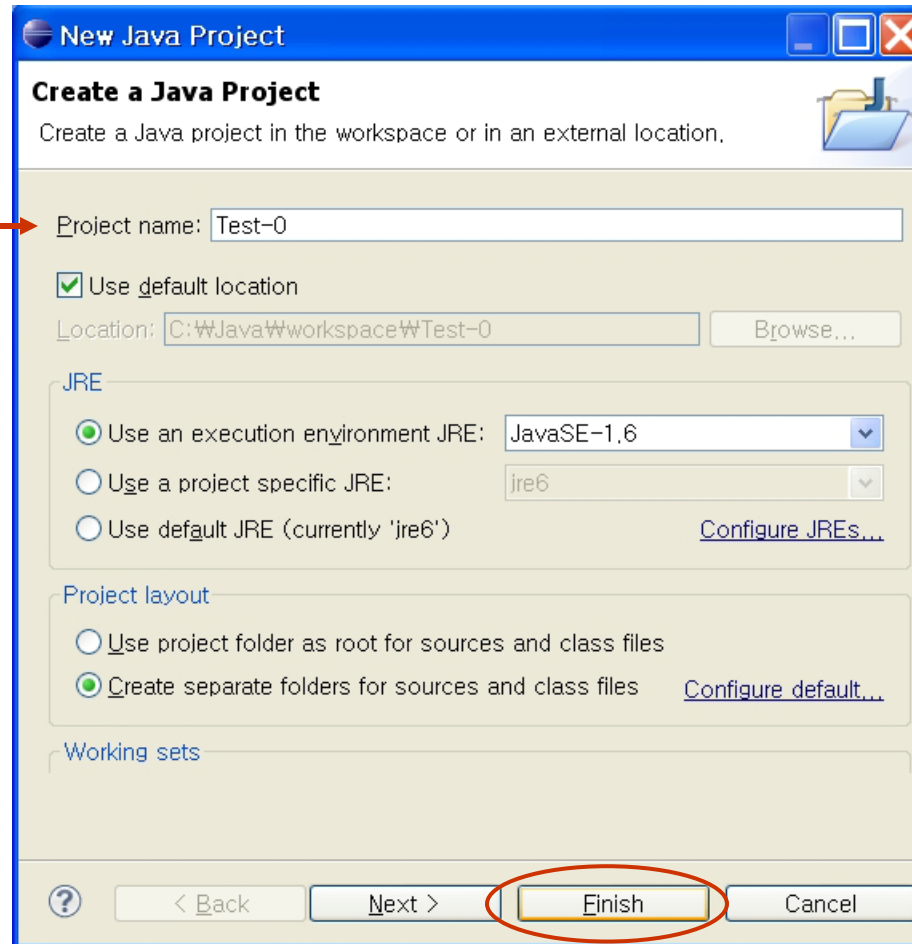 New Java Project
Create a Java Project
Create a Java project in the workspace or in an external location.
Project name: Test-0
Use default location
Location: C:₩Java₩workspace₩Test-0 Browse...
JRE
Use an execution environment JRE: JavaSE-1.6
Use a project specific JRE: jre6
Use default JRE (currently 'jre6') Configure JREs...
Project layout
Use project folder as root for sources and class files
Create separate folders for sources and class files Configure default...
Working sets
? < Back Next > Finish Cancel